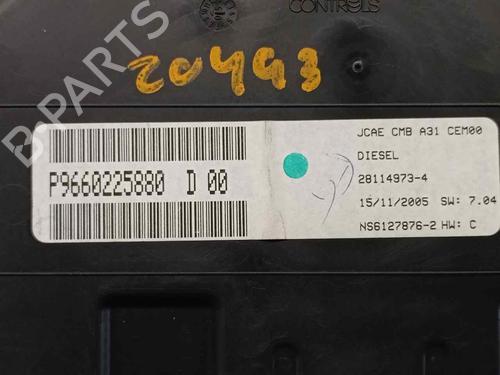 CONTROLS
20493
B PARTS
P9660225880 D 00
JCAE CMB A31 CEM00
DIESEL
28114973-4
15/11/2005 SW: 7.04
NS6127876-2 HW: C